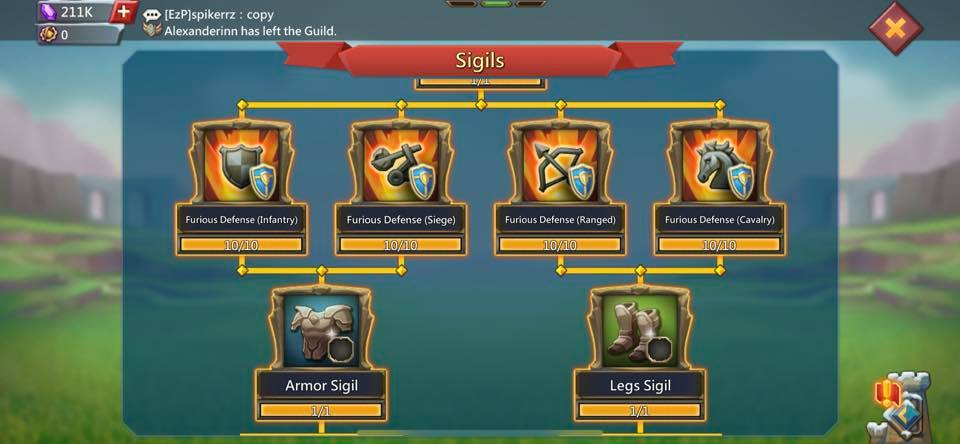 211K
[EzP]spikerrz : copy
0
Alexanderinn has left the Guild.
Sigils
1/1
Furious Defense (Infantry)
Furious Defense (Siege)
Furious Defense (Ranged)
Furious Defense (Cavalry)
10/10
10/10
10/10
10/10
Armor Sigil
Legs Sigil
1/1
1/1